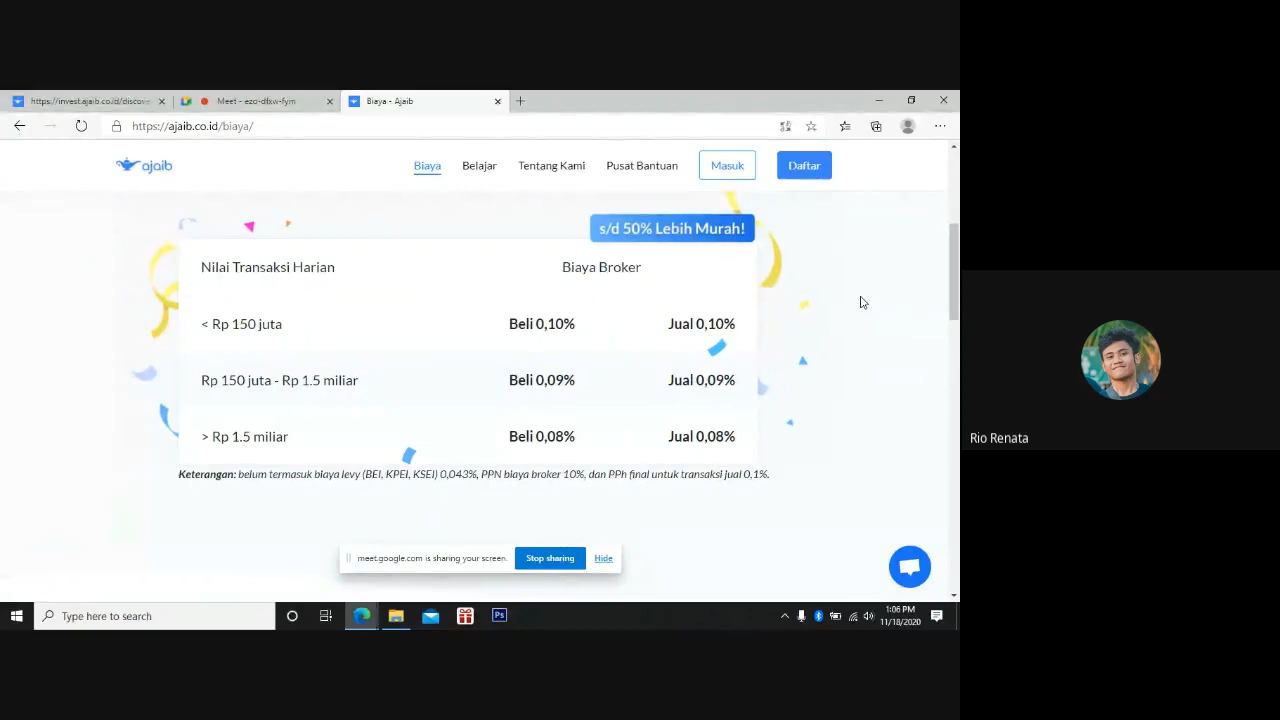 https://invest.ajaib.co.id/discove
Meet - ezo-dfxw-fym
Biaya - Ajaib
https://ajaib.co.id/biaya/
ajaib
Biaya
Belajar
Tentang Kami
Pusat Bantuan
Masuk
Daftar
s/d 50% Lebih Murah!
Nilai Transaksi Harian
Biaya Broker
< Rp 150 juta
Beli 0,10%
Jual 0,10%
Rp 150 juta - Rp 1.5 miliar
Beli 0,09%
Jual 0,09%
> Rp 1.5 miliar
Beli 0,08%
Jual 0,08%
Keterangan: belum termasuk biaya levy (BEI, KPEI, KSEI) 0,043%, PPN biaya broker 10%, dan PPh final untuk transaksi jual 0,1%.
Rio Renata
meet.google.com is sharing your screen.
Stop sharing
Hide
Type here to search
Ps
1:06 PM
11/18/2020